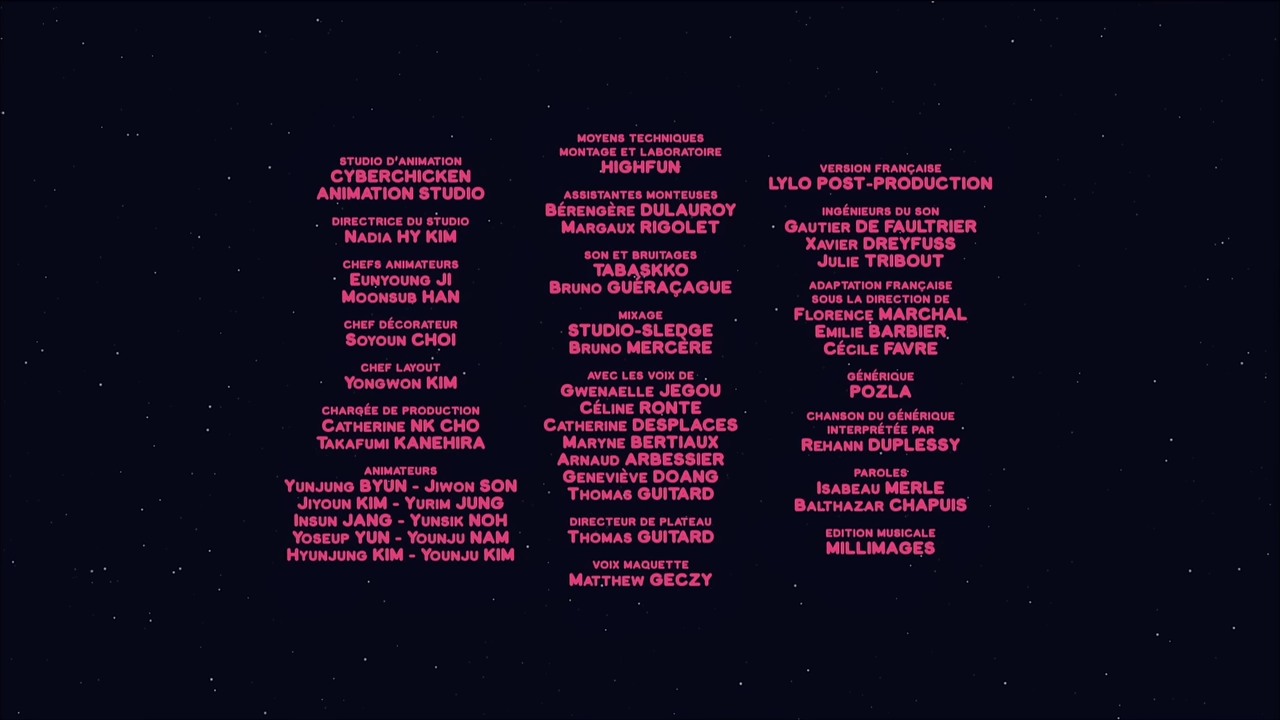 STUDIO D'ANIMATION
CYBERCHICKEN
ANIMATION STUDIO
DIRECTRICE DU STUDIO
NADIA HY KIM
CHEFS ANIMATEURS
EUNYOUNG JI
MOONSUB HAN
CHEF DÉCORATEUR
SOYOUN CHOI
CHEF LAYOUT
YONGWON KIM
CHARGÉE DE PRODUCTION
CATHERINE NK CHO
TAKAFUMI KANEHIRA
ANIMATEURS
YUNJUNG BYUN - JIWON SON
JIYOUN KIM - YURIM JUNG
INSUN JANG - YUNSIK NOH
YOSEUP YUN - YOUNJU NAM
HYUNJUNG KIM - YOUNJU KIM
MOYENS TECHNIQUES
MONTAGE ET LABORATOIRE
HIGHFUN
ASSISTANTES MONTEUSES
BÉRENGÈRE DULAUROY
MARGAUX RIGOLET
SON ET BRUITAGES
TABASKKO
BRUNO GUÉRAÇAGUE
MIXAGE
STUDIO-SLEDGE
BRUNO MERCÈRE
AVEC LES VOIX DE
GWENAELLE JEGOU
CÉLINE RONTE
CATHERINE DESPLACES
MARYNE BERTIAUX
ARNAUD ARBESSIER
GENEVIÈVE DOANG
THOMAS GUITARD
DIRECTEUR DE PLATEAU
THOMAS GUITARD
VOIX MAQUETTE
MATTHEW GECZY
VERSION FRANÇAISE
LYLO POST-PRODUCTION
INGÉNIEURS DU SON
GAUTIER DE FAULTRIER
XAVIER DREYFUSS
JULIE TRIBOUT
ADAPTATION FRANÇAISE
SOUS LA DIRECTION DE
FLORENCE MARCHAL
EMILIE BARBIER
CÉCILE FAVRE
GÉNÉRIQUE
POZLA
CHANSON DU GÉNÉRIQUE
INTERPRÉTÉE PAR
REHANN DUPLESSY
PAROLES
ISABEAU MERLE
BALTHAZAR CHAPUIS
EDITION MUSICALE
MILLIMAGES